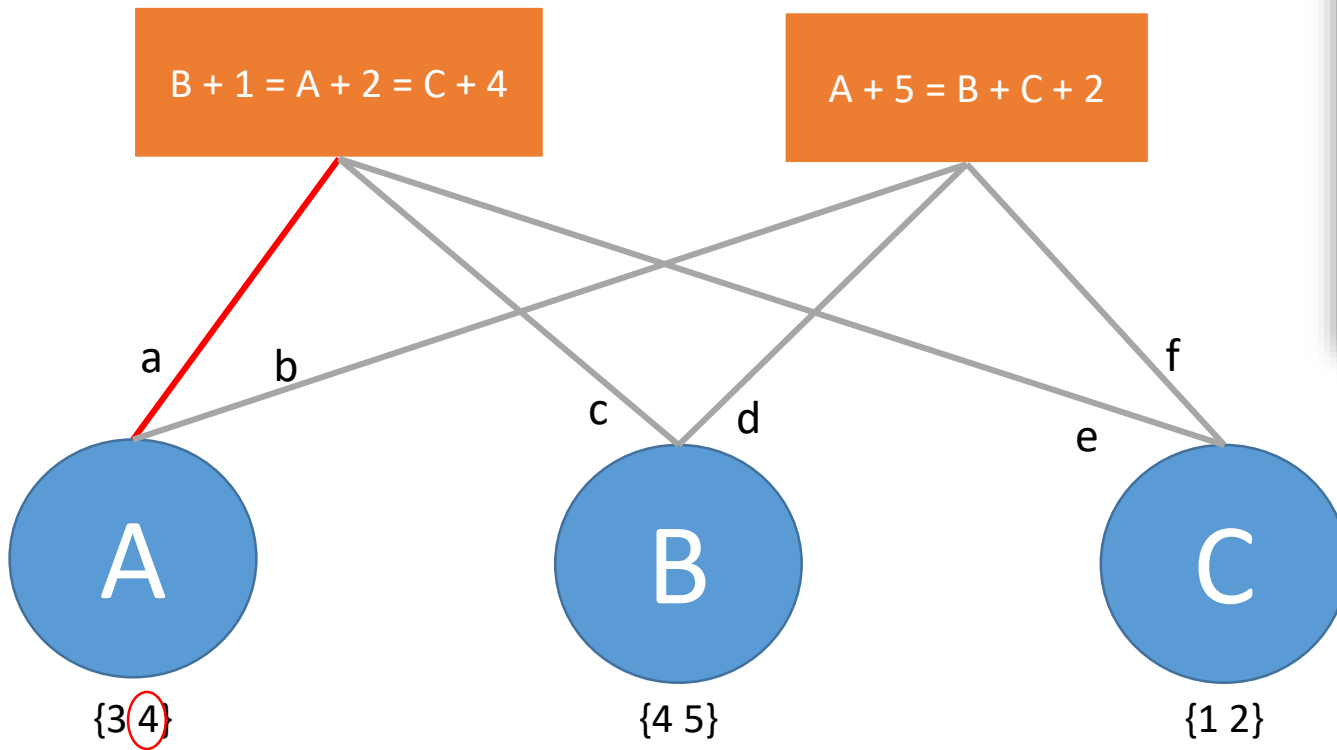 B + 1 = A + 2 = C + 4
A + 5 = B + C + 2
a
b
c
d
e
f
A
B
C
{3 4}
{4 5}
{1 2}